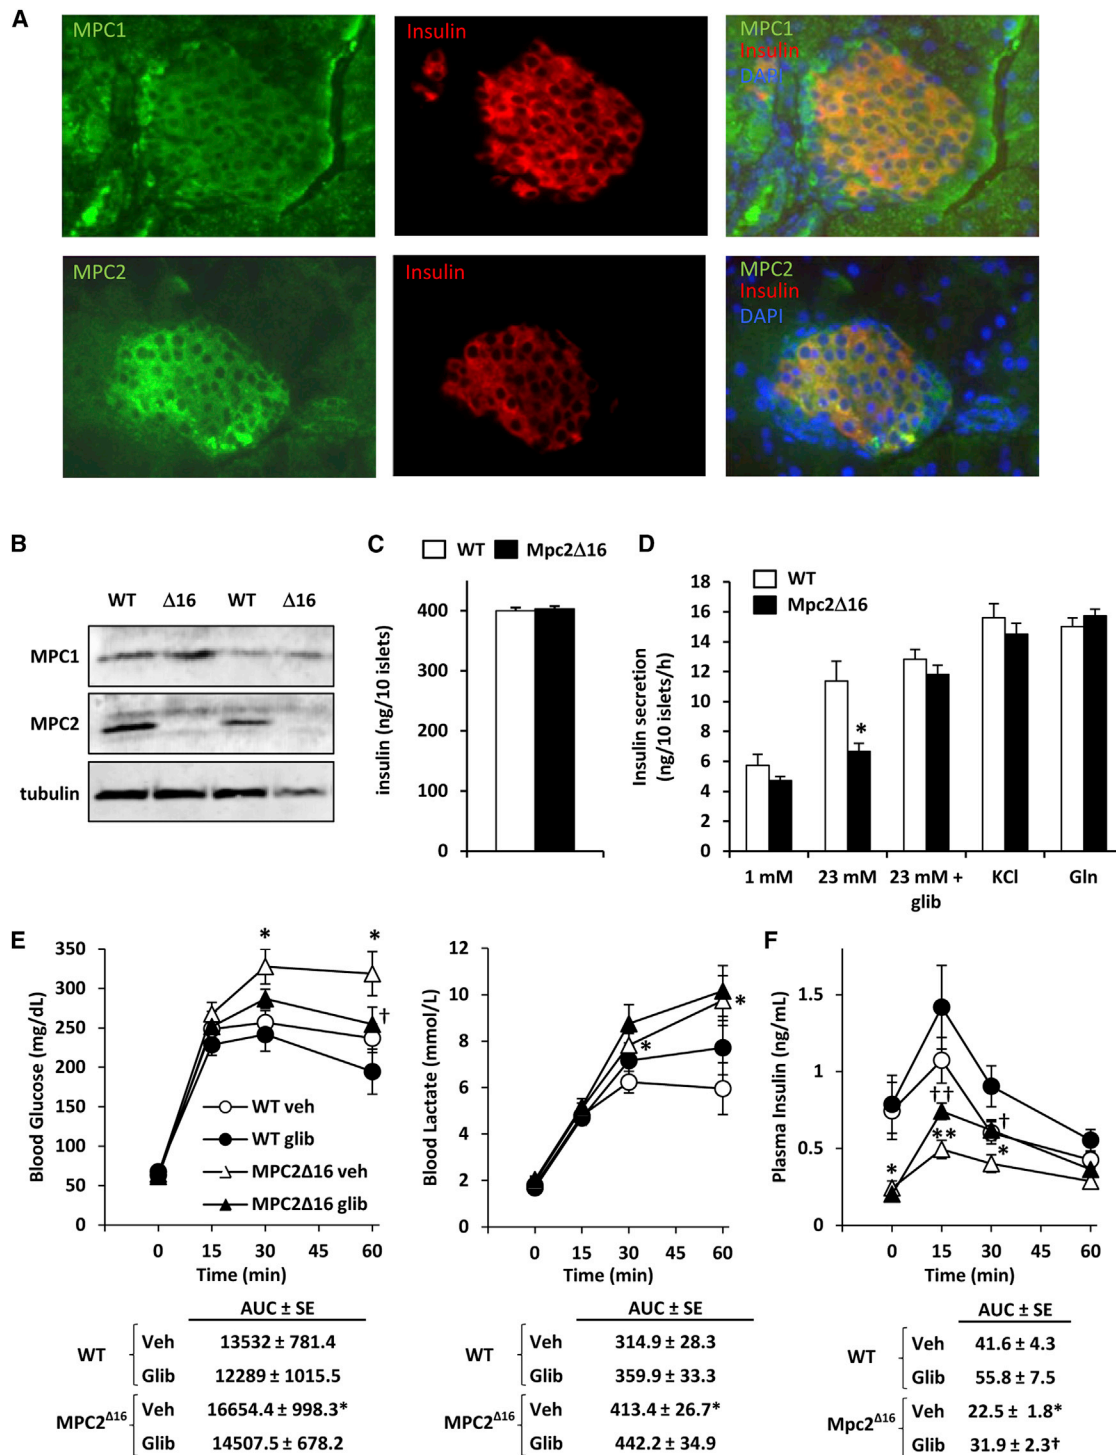 A
MPC1
Insulin
MPC1
Insulin
DAPI
MPC2
Insulin
MPC2
Insulin
DAPI
B
WT Δ16 WT Δ16
MPC1
MPC2
tubulin
C
WT Mpc2Δ16
insulin (ng/10 islets)
400
300
200
100
0
D
WT
Mpc2Δ16
Insulin secretion
(ng/10 islets/h)
18
16
14
12
10
8
6
4
2
0
*
1 mM 23 mM 23 mM + glib KCl Gln
E
Blood Glucose (mg/dL)
350
300
250
200
150
100
50
0
* *
†
WT veh
WT glib
MPC2Δ16 veh
MPC2Δ16 glib
0 15 30 45 60
Time (min)
AUC ± SE
WT
Veh 13532 ± 781.4
Glib 12289 ± 1015.5
MPC2Δ16
Veh 16654.4 ± 998.3*
Glib 14507.5 ± 678.2
Blood Lactate (mmol/L)
12
10
8
6
4
2
0
* *
0 15 30 45 60
Time (min)
AUC ± SE
WT
Veh 314.9 ± 28.3
Glib 359.9 ± 33.3
MPC2Δ16
Veh 413.4 ± 26.7*
Glib 442.2 ± 34.9
F
Plasma Insulin (ng/mL)
1.5
1
0.5
0
††
†
**
* *
0 15 30 45 60
Time (min)
AUC ± SE
WT
Veh 41.6 ± 4.3
Glib 55.8 ± 7.5
Mpc2Δ16
Veh 22.5 ± 1.8*
Glib 31.9 ± 2.3†